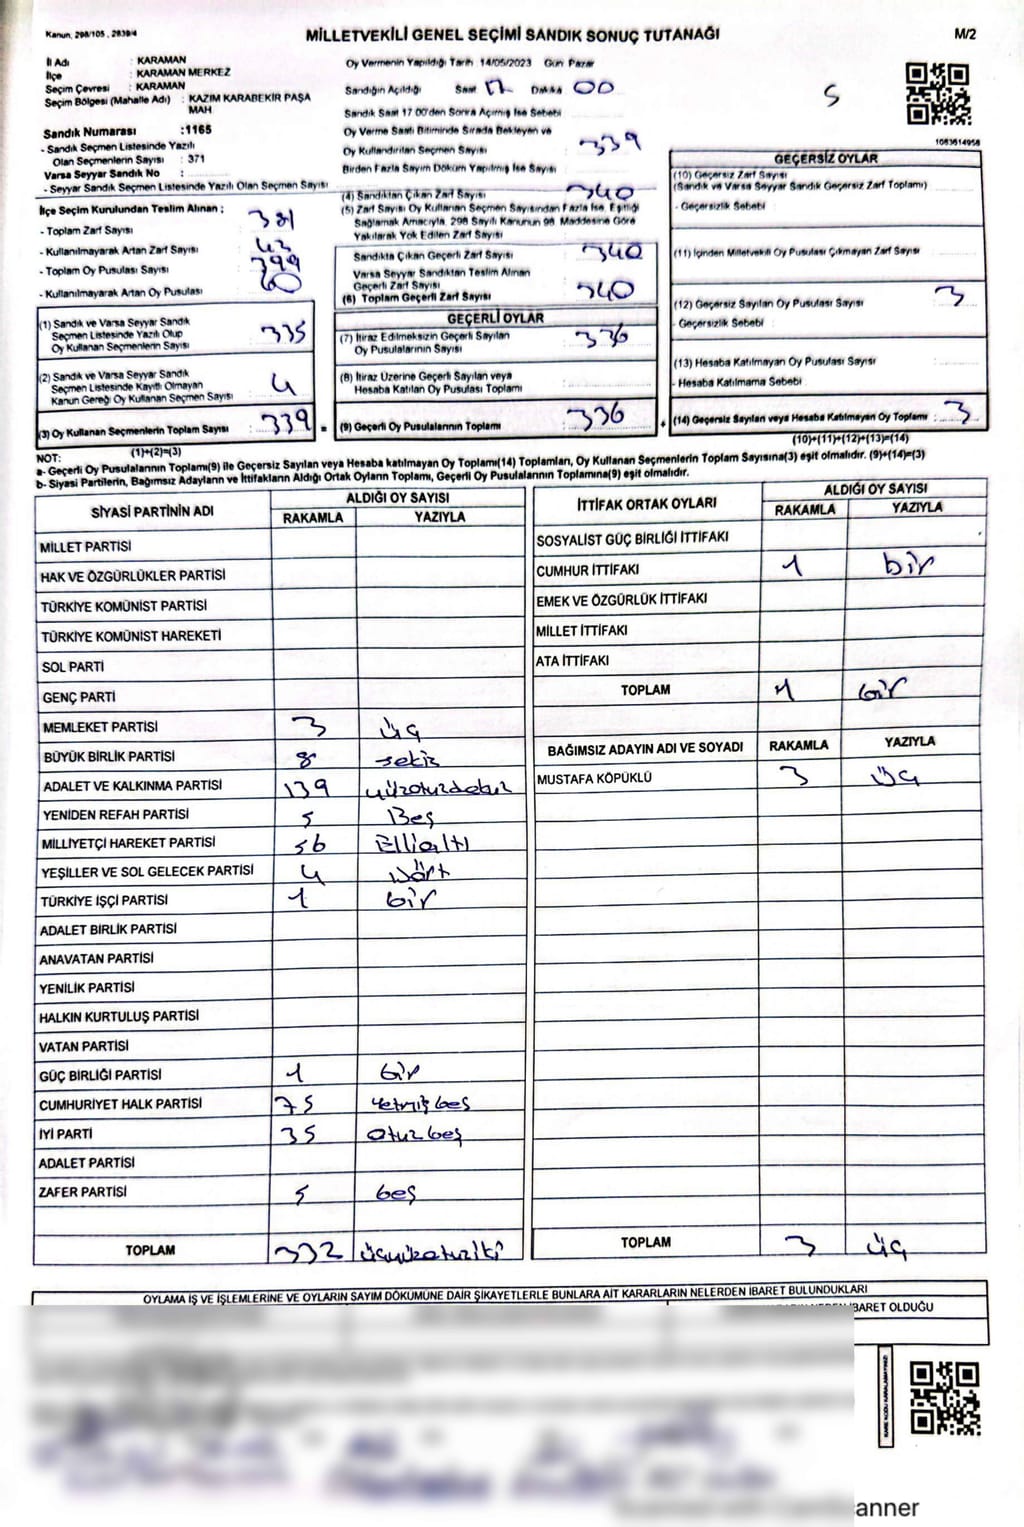 Kanun, 298/105 , 2839/4
MİLLETVEKİLİ GENEL SEÇİMİ SANDIK SONUÇ TUTANAĞI
M/2
İl Adı : KARAMAN
İlçe : KARAMAN MERKEZ
Seçim Çevresi : KARAMAN
Seçim Bölgesi (Mahalle Adı) : KAZIM KARABEKİR PAŞA
MAH
Sandık Numarası :1165
- Sandık Seçmen Listesinde Yazılı
Olan Seçmenlerin Sayısı : 371
Varsa Seyyar Sandık No :
- Seyyar Sandık Seçmen Listesinde Yazılı Olan Seçmen Sayısı
Oy Vermenin Yapıldığı Tarih 14/05/2023 Gün Pazar
Sandığın Açıldığı Saat 17 Dakika 00
Sandık Saat 17.00'den Sonra Açılmış İse Sebebi
Oy Verme Saati Bitiminde Sırada Bekleyen ve
Oy Kullandırılan Seçmen Sayısı 339
Birden Fazla Sayım Döküm Yapılmış İse Sayısı
5
1083614958
İlçe Seçim Kurulundan Teslim Alınan ;
- Toplam Zarf Sayısı : 381
- Kullanılmayarak Artan Zarf Sayısı :
- Toplam Oy Pusulası Sayısı : 399
- Kullanılmayarak Artan Oy Pusulası : 60
(1) Sandık ve Varsa Seyyar Sandık
Seçmen Listesinde Yazılı Olup
Oy Kullanan Seçmenlerin Sayısı : 335
(2) Sandık ve Varsa Seyyar Sandık
Seçmen Listesinde Kayıtlı Olmayan
Kanun Gereği Oy Kullanan Seçmen Sayısı : 4
(3) Oy Kullanan Seçmenlerin Toplam Sayısı : 339
(1)+(2)=(3)
(4) Sandıktan Çıkan Zarf Sayısı 340
(5) Zarf Sayısı Oy Kullanan Seçmen Sayısından Fazla İse, Eşitliği
Sağlamak Amacıyla, 298 Sayılı Kanunun 98. Maddesine Göre
Yakılarak Yok Edilen Zarf Sayısı
Sandıkta Çıkan Geçerli Zarf Sayısı : 340
Varsa Seyyar Sandıktan Teslim Alınan
Geçerli Zarf Sayısı
(6) Toplam Geçerli Zarf Sayısı : 340
GEÇERLİ OYLAR
(7) İtiraz Edilmeksizin Geçerli Sayılan
Oy Pusulalarının Sayısı : 336
(8) İtiraz Üzerine Geçerli Sayılan veya
Hesaba Katılan Oy Pusulası Toplamı :
(9) Geçerli Oy Pusulalarının Toplamı : 336
GEÇERSİZ OYLAR
(10) Geçersiz Zarf Sayısı
(Sandık ve Varsa Seyyar Sandık Geçersiz Zarf Toplamı)
- Geçersizlik Sebebi :
(11) İçinden Milletvekili Oy Pusulası Çıkmayan Zarf Sayısı :
(12) Geçersiz Sayılan Oy Pusulası Sayısı : 3
- Geçersizlik Sebebi :
(13) Hesaba Katılmayan Oy Pusulası Sayısı
- Hesaba Katılmama Sebebi
(14) Geçersiz Sayılan veya Hesaba Katılmayan Oy Toplamı : 3
(10)+(11)+(12)+(13)=(14)
NOT:
a- Geçerli Oy Pusulalarının Toplamı(9) ile Geçersiz Sayılan veya Hesaba katılmayan Oy Toplamı(14) Toplamları, Oy Kullanan Seçmenlerin Toplam Sayısına(3) eşit olmalıdır. (9)+(14)=(3)
b- Siyasi Partilerin, Bağımsız Adayların ve İttifakların Aldığı Ortak Oyların Toplamı, Geçerli Oy Pusulalarının Toplamına(9) eşit olmalıdır.
SİYASİ PARTİNİN ADI ALDIĞI OY SAYISI
RAKAMLA YAZIYLA
MİLLET PARTİSİ
HAK VE ÖZGÜRLÜKLER PARTİSİ
TÜRKİYE KOMÜNİST PARTİSİ
TÜRKİYE KOMÜNİST HAREKETİ
SOL PARTİ
GENÇ PARTİ
MEMLEKET PARTİSİ 3 üç
BÜYÜK BİRLİK PARTİSİ 8 sekiz
ADALET VE KALKINMA PARTİSİ 139 yüzotuzdokuz
YENİDEN REFAH PARTİSİ 5 Beş
MİLLİYETÇİ HAREKET PARTİSİ 56 Ellialtı
YEŞİLLER VE SOL GELECEK PARTİSİ 4 Dört
TÜRKİYE İŞÇİ PARTİSİ 1 bir
ADALET BİRLİK PARTİSİ
ANAVATAN PARTİSİ
YENİLİK PARTİSİ
HALKIN KURTULUŞ PARTİSİ
VATAN PARTİSİ
GÜÇ BİRLİĞİ PARTİSİ 1 bir
CUMHURİYET HALK PARTİSİ 75 yetmişbeş
İYİ PARTİ 35 otuzbeş
ADALET PARTİSİ
ZAFER PARTİSİ 5 beş
TOPLAM 332 üçyüzotuziki
İTTİFAK ORTAK OYLARI ALDIĞI OY SAYISI
RAKAMLA YAZIYLA
SOSYALİST GÜÇ BİRLİĞİ İTTİFAKI
CUMHUR İTTİFAKI 1 bir
EMEK VE ÖZGÜRLÜK İTTİFAKI
MİLLET İTTİFAKI
ATA İTTİFAKI
TOPLAM 1 bir
BAĞIMSIZ ADAYIN ADI VE SOYADI RAKAMLA YAZIYLA
MUSTAFA KÖPÜKLÜ 3 üç
TOPLAM 3 üç
OYLAMA İŞ VE İŞLEMLERİNE VE OYLARIN SAYIM DÖKÜMÜNE DAİR ŞİKAYETLERLE BUNLARA AİT KARARLARIN NELERDEN İBARET BULUNDUKLARI
İBARET OLDUĞU
KARE KODU KARALAMAYINIZ!
anner